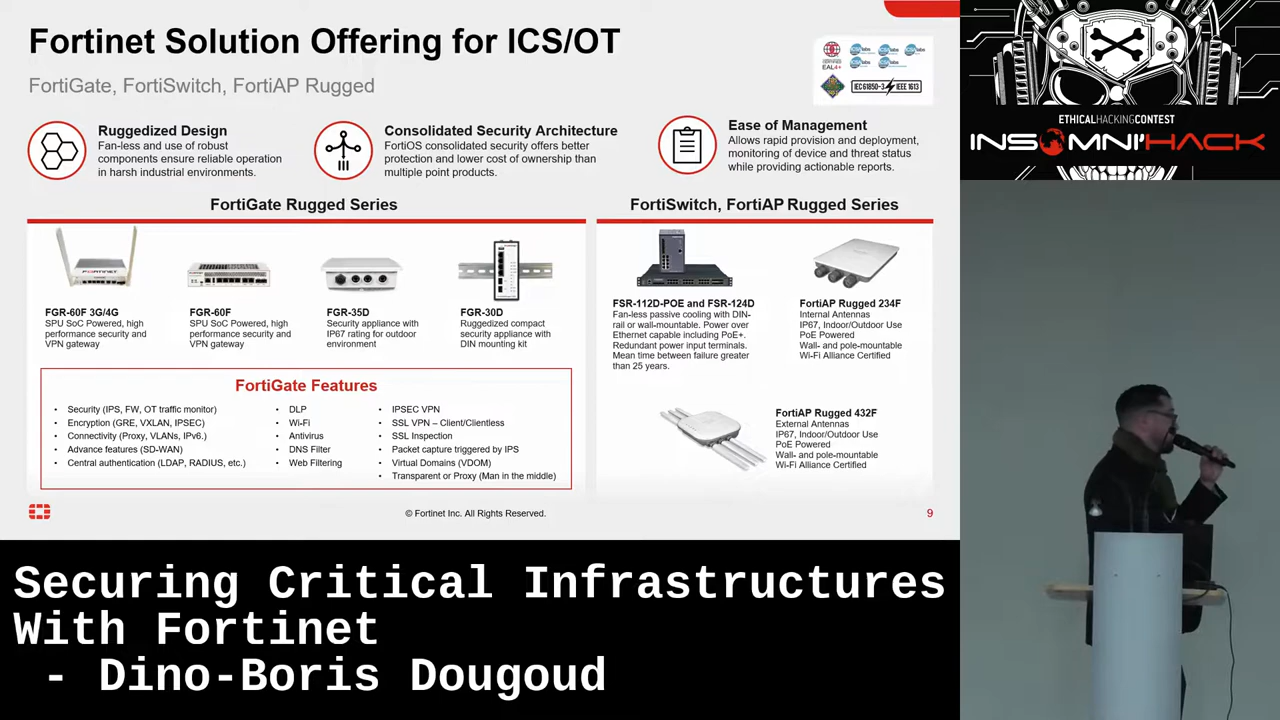 Fortinet Solution Offering for ICS/OT
FortiGate, FortiSwitch, FortiAP Rugged
EAL4+
IEC 61850-3
IEEE 1613
Ruggedized Design
Fan-less and use of robust
components ensure reliable operation
in harsh industrial environments.
Consolidated Security Architecture
FortiOS consolidated security offers better
protection and lower cost of ownership than
multiple point products.
Ease of Management
Allows rapid provision and deployment,
monitoring of device and threat status
while providing actionable reports.
FortiGate Rugged Series
FORTINET
FGR-60F 3G/4G
SPU SoC Powered, high
performance security and
VPN gateway
FGR-60F
SPU SoC Powered, high
performance security and
VPN gateway
FGR-35D
Security appliance with
IP67 rating for outdoor
environment
FGR-30D
Ruggedized compact
security appliance with
DIN mounting kit
FortiGate Features
• Security (IPS, FW, OT traffic monitor)
• Encryption (GRE, VXLAN, IPSEC)
• Connectivity (Proxy, VLANs, IPv6.)
• Advance features (SD-WAN)
• Central authentication (LDAP, RADIUS, etc.)
• DLP
• Wi-Fi
• Antivirus
• DNS Filter
• Web Filtering
• IPSEC VPN
• SSL VPN – Client/Clientless
• SSL Inspection
• Packet capture triggered by IPS
• Virtual Domains (VDOM)
• Transparent or Proxy (Man in the middle)
FortiSwitch, FortiAP Rugged Series
FSR-112D-POE and FSR-124D
Fan-less passive cooling with DIN-
rail or wall-mountable. Power over
Ethernet capable including PoE+.
Redundant power input terminals.
Mean time between failure greater
than 25 years.
FortiAP Rugged 234F
Internal Antennas
IP67, Indoor/Outdoor Use
PoE Powered
Wall- and pole-mountable
Wi-Fi Alliance Certified
FortiAP Rugged 432F
External Antennas
IP67, Indoor/Outdoor Use
PoE Powered
Wall- and pole-mountable
Wi-Fi Alliance Certified
© Fortinet Inc. All Rights Reserved.
9
ETHICALHACKINGCONTEST
INSOMNI'HACK
Securing Critical Infrastructures
With Fortinet
- Dino-Boris Dougoud